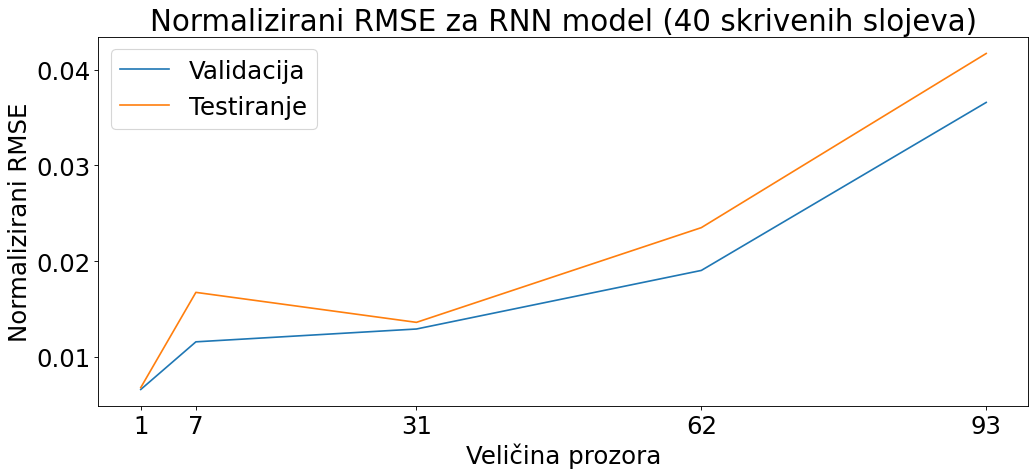 Normalizirani RMSE za RNN model (40 skrivenih slojeva)
Validacija
Testiranje
Normalizirani RMSE
0.04
0.03
0.02
0.01
1 7 31 62 93
Veličina prozora